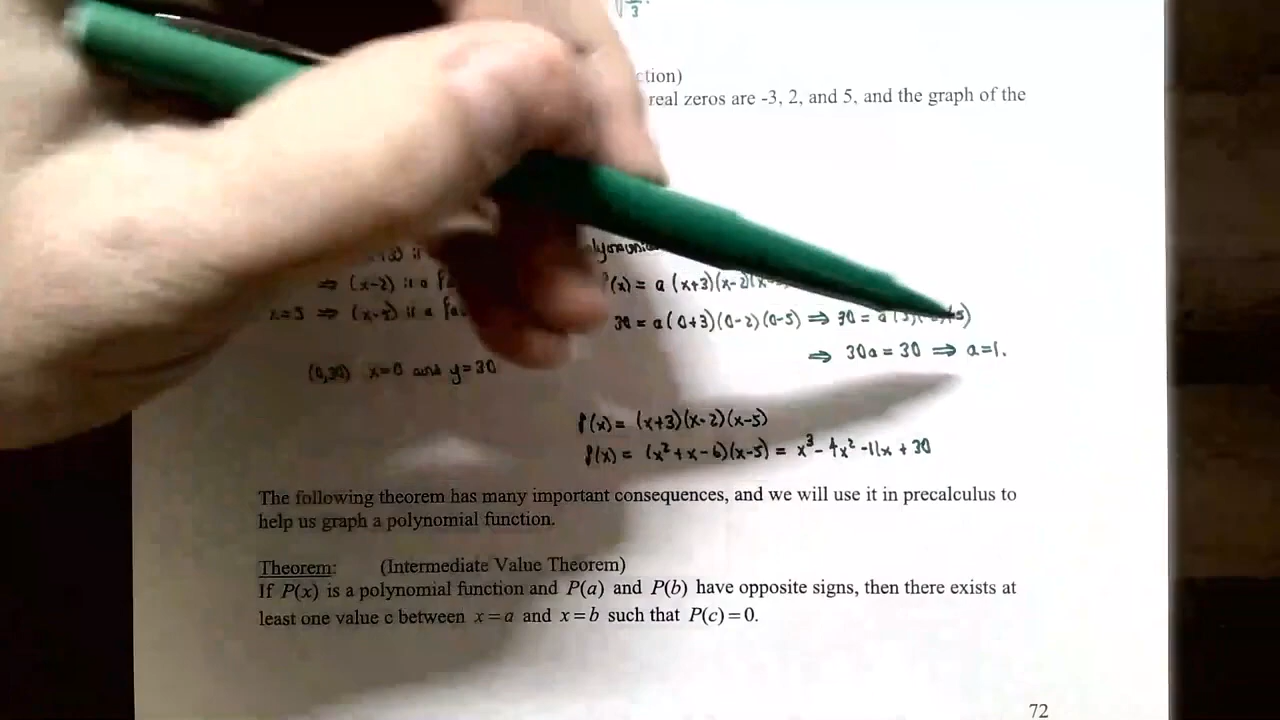 3
ction)
real zeros are -3, 2, and 5, and the graph of the
⇒ (x-2) is a
P(x) = a (x+3)(x-2)(x-
x=5 ⇒ (x-5) is a
30 = a(0+3)(0-2)(0-5) ⇒ 30 = a(3)( 5)
⇒ 30a = 30 ⇒ a=1.
(0,30) x=0 and y=30
P(x) = (x+3)(x-2)(x-5)
P(x) = (x²+x-6)(x-5) = x³-4x²-11x+30
The following theorem has many important consequences, and we will use it in precalculus to
help us graph a polynomial function.
Theorem: (Intermediate Value Theorem)
If P(x) is a polynomial function and P(a) and P(b) have opposite signs, then there exists at
least one value c between x=a and x=b such that P(c)=0.
72